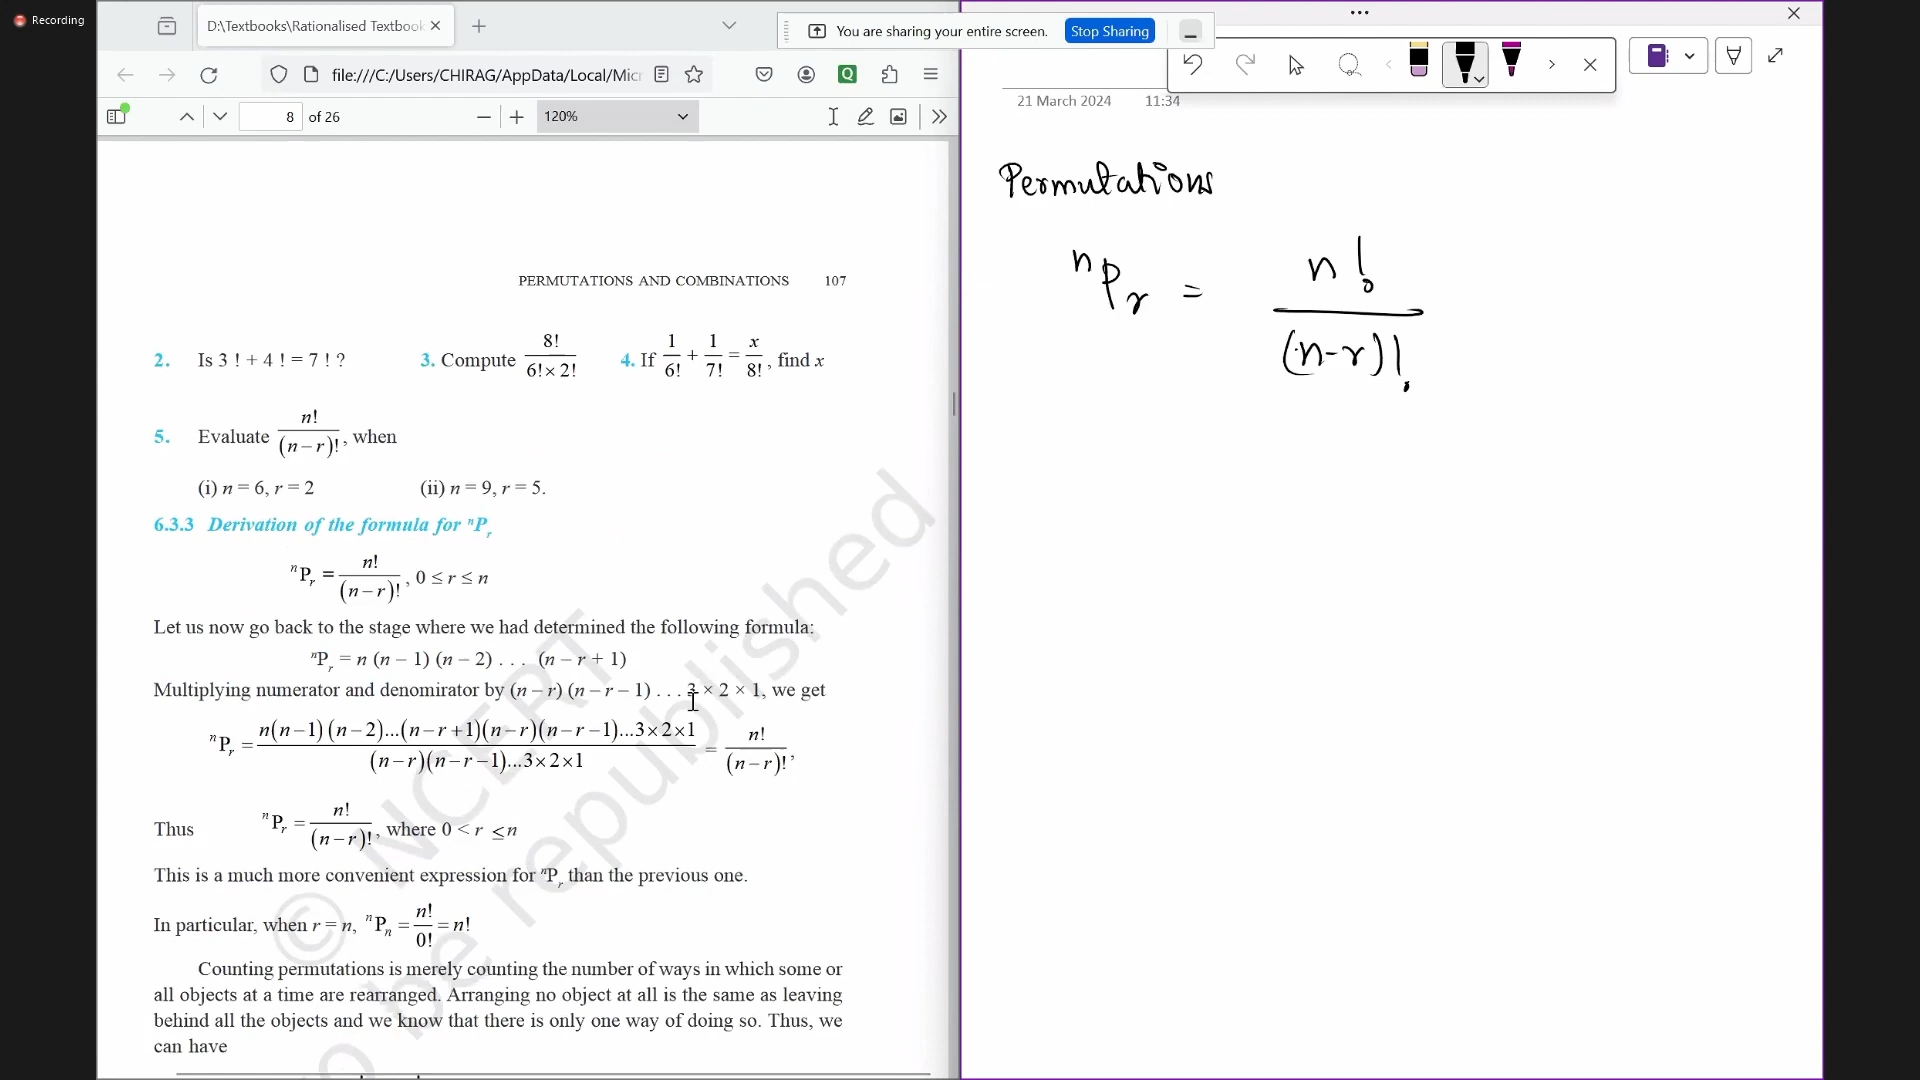 Recording
D:\Textbooks\Rationalised Textbook
You are sharing your entire screen. Stop Sharing
file:///C:/Users/CHIRAG/AppData/Local/Micr
8 of 26
120%
PERMUTATIONS AND COMBINATIONS 107
2. Is 3 ! + 4 ! = 7 ! ? 3. Compute 8!/(6! × 2!) 4. If 1/6! + 1/7! = x/8!, find x
5. Evaluate n!/(n−r)!, when
(i) n = 6, r = 2 (ii) n = 9, r = 5.
6.3.3 Derivation of the formula for ⁿPᵣ
ⁿPᵣ = n!/(n−r)!, 0 ≤ r ≤ n
Let us now go back to the stage where we had determined the following formula:
ⁿPᵣ = n (n − 1) (n − 2) . . . (n − r + 1)
Multiplying numerator and denomirator by (n − r) (n − r − 1) . . . 3 × 2 × 1, we get
ⁿPᵣ = n(n−1)(n−2)...(n−r+1)(n−r)(n−r−1)...3×2×1/(n−r)(n−r−1)...3×2×1 = n!/(n−r)!,
Thus ⁿPᵣ = n!/(n−r)!, where 0 < r ≤ n
This is a much more convenient expression for ⁿPᵣ than the previous one.
In particular, when r = n, ⁿPₙ = n!/0! = n!
Counting permutations is merely counting the number of ways in which some or
all objects at a time are rearranged. Arranging no object at all is the same as leaving
behind all the objects and we know that there is only one way of doing so. Thus, we
can have
© NCERT
be republished
21 March 2024 11:34
Permutations
ⁿPᵣ = n!/(n-r)!